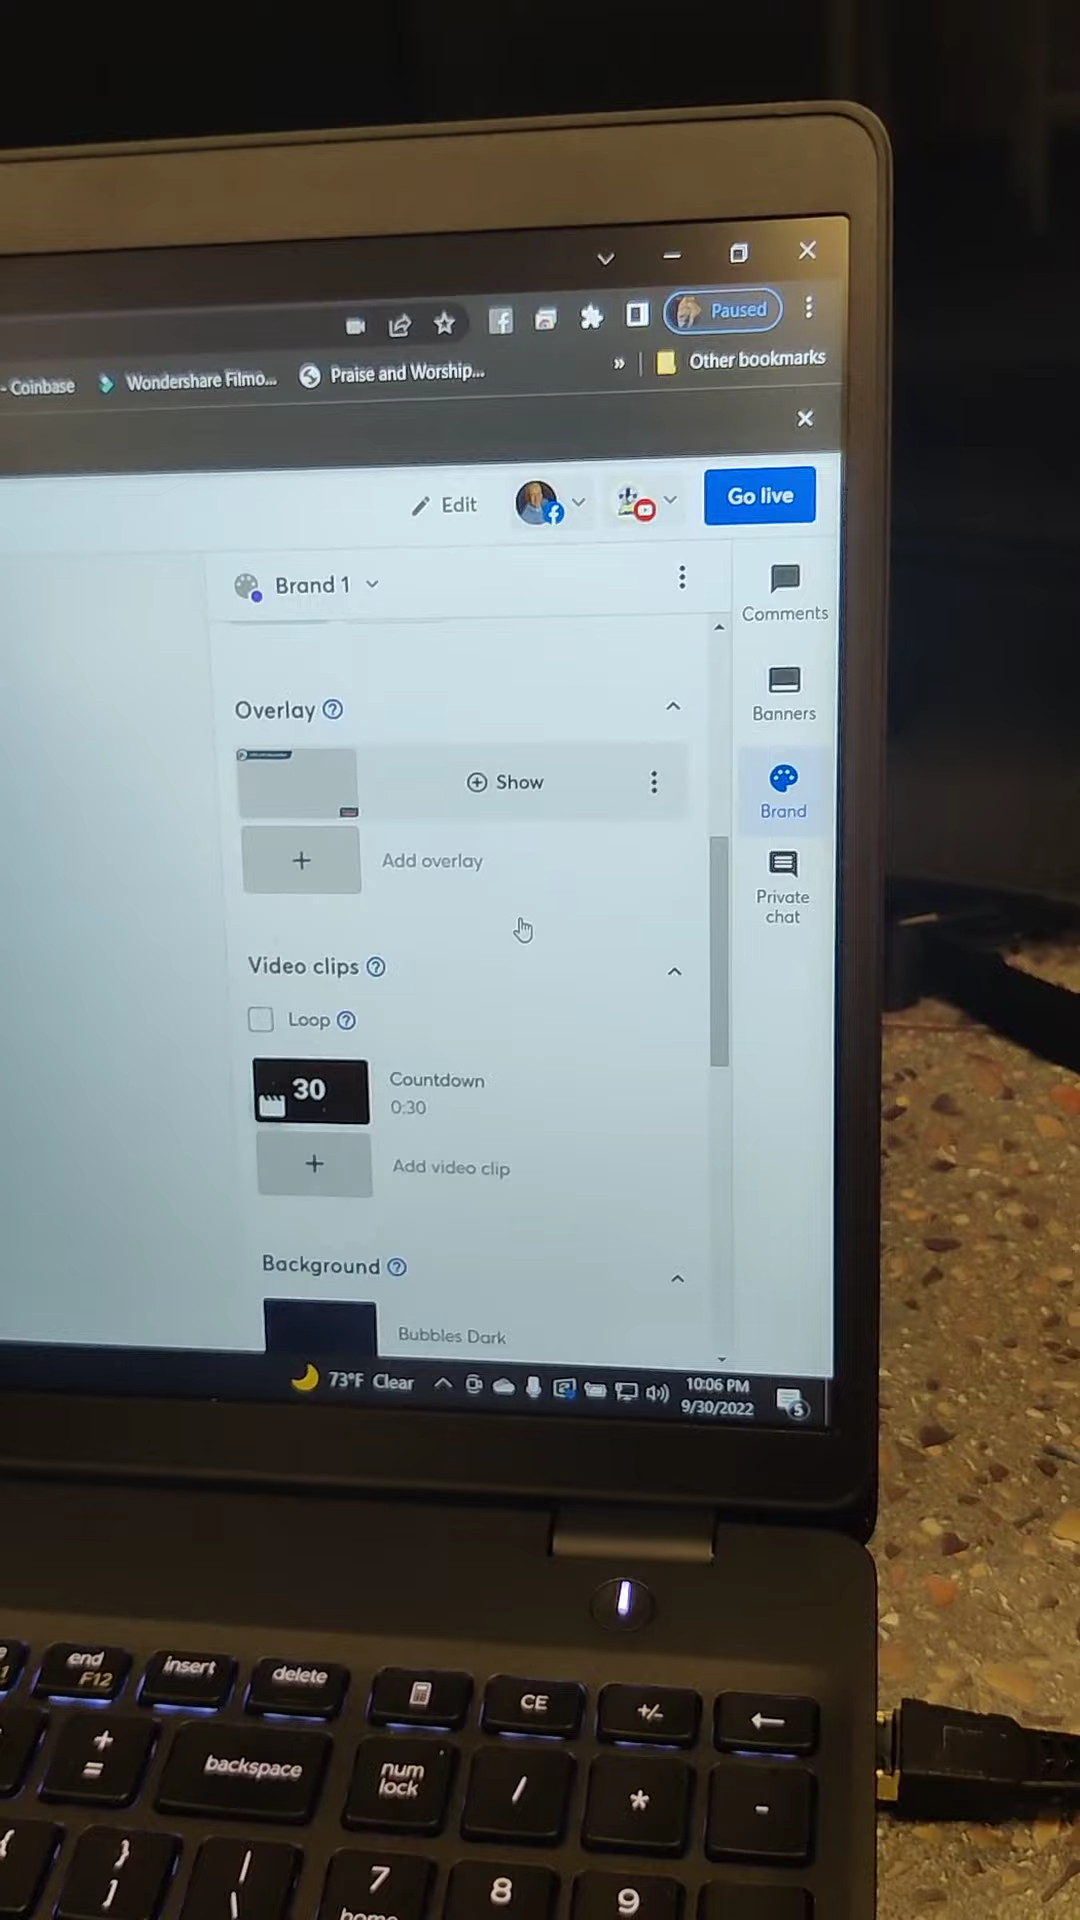 Paused
- Coinbase
Wondershare Filmo...
Praise and Worship...
»
Other bookmarks
Edit
Go live
Brand 1
Comments
Overlay
Banners
Show
Brand
Add overlay
Private
chat
Video clips
Loop
30
Countdown
0:30
Add video clip
Background
Bubbles Dark
73°F Clear
10:06 PM
9/30/2022
5
end
F12
insert
delete
CE
+/-
←
+
=
backspace
num
lock
/
*
-
{
}
]
|
\
7
home
8
9